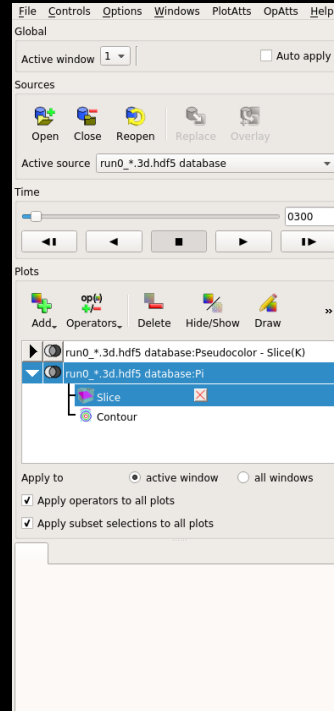 File Controls Options Windows PlotAtts OpAtts Help
Global
Active window 1 Auto apply
Sources
Open Close Reopen Replace Overlay
Active source run0_*.3d.hdf5 database
Time
0300
Plots
op(₀)
+/-
Add Operators Delete Hide/Show Draw »
run0_*.3d.hdf5 database:Pseudocolor - Slice(K)
run0_*.3d.hdf5 database:Pi
Slice
Contour
Apply to active window all windows
Apply operators to all plots
Apply subset selections to all plots